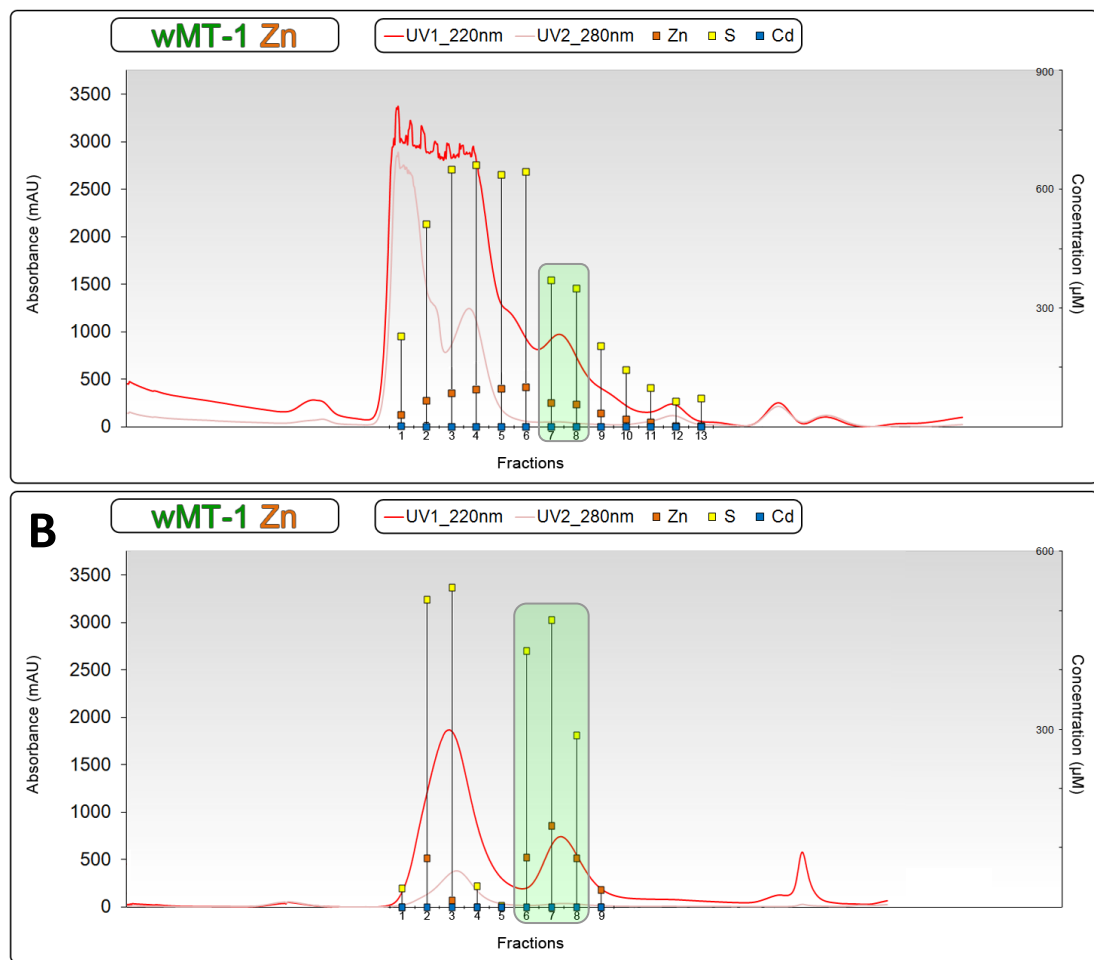 wMT-1 Zn
UV1_220nm UV2_280nm Zn S Cd
3500
3000
2500
2000
1500
1000
500
0
Absorbance (mAU)
900
600
300
Concentration (µM)
1 2 3 4 5 6 7 8 9 10 11 12 13
Fractions
B
wMT-1 Zn
UV1_220nm UV2_280nm Zn S Cd
3500
3000
2500
2000
1500
1000
500
0
Absorbance (mAU)
600
300
Concentration (µM)
1 2 3 4 5 6 7 8 9
Fractions